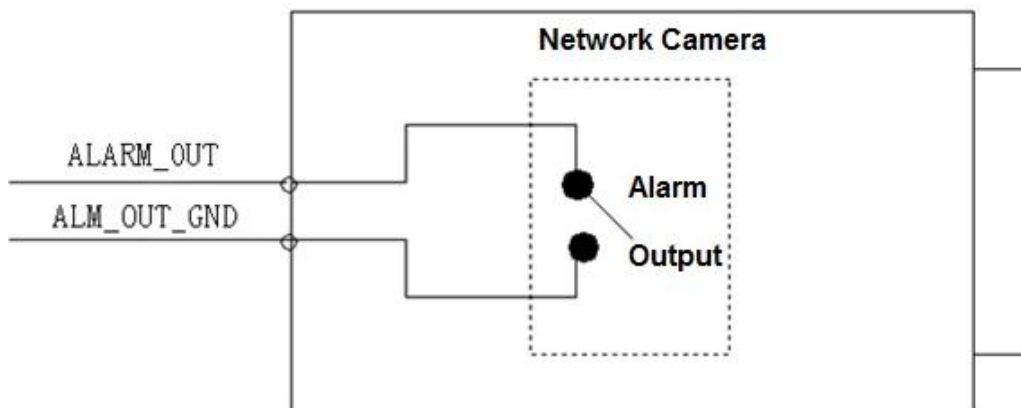 Network Camera
ALARM_OUT
Alarm
ALM_OUT_GND
Output